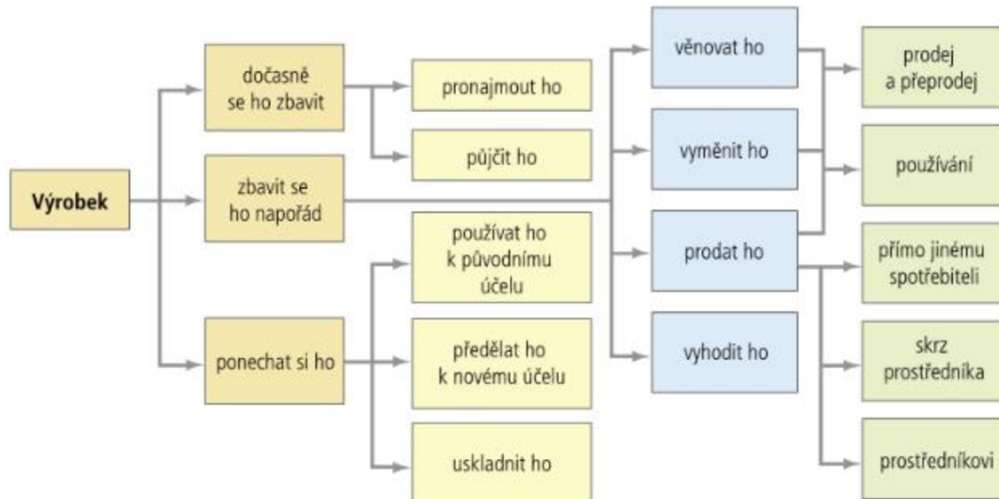 Výrobek
dočasně
se ho zbavit
zbavit se
ho napořád
ponechat si ho
pronajmout ho
půjčit ho
používat ho
k původnímu
účelu
předělat ho
k novému účelu
uskladnit ho
věnovat ho
vyměnit ho
prodat ho
vyhodit ho
prodej
a přeprodej
používání
přímo jinému
spotřebiteli
skrz
prostředníka
prostředníkovi